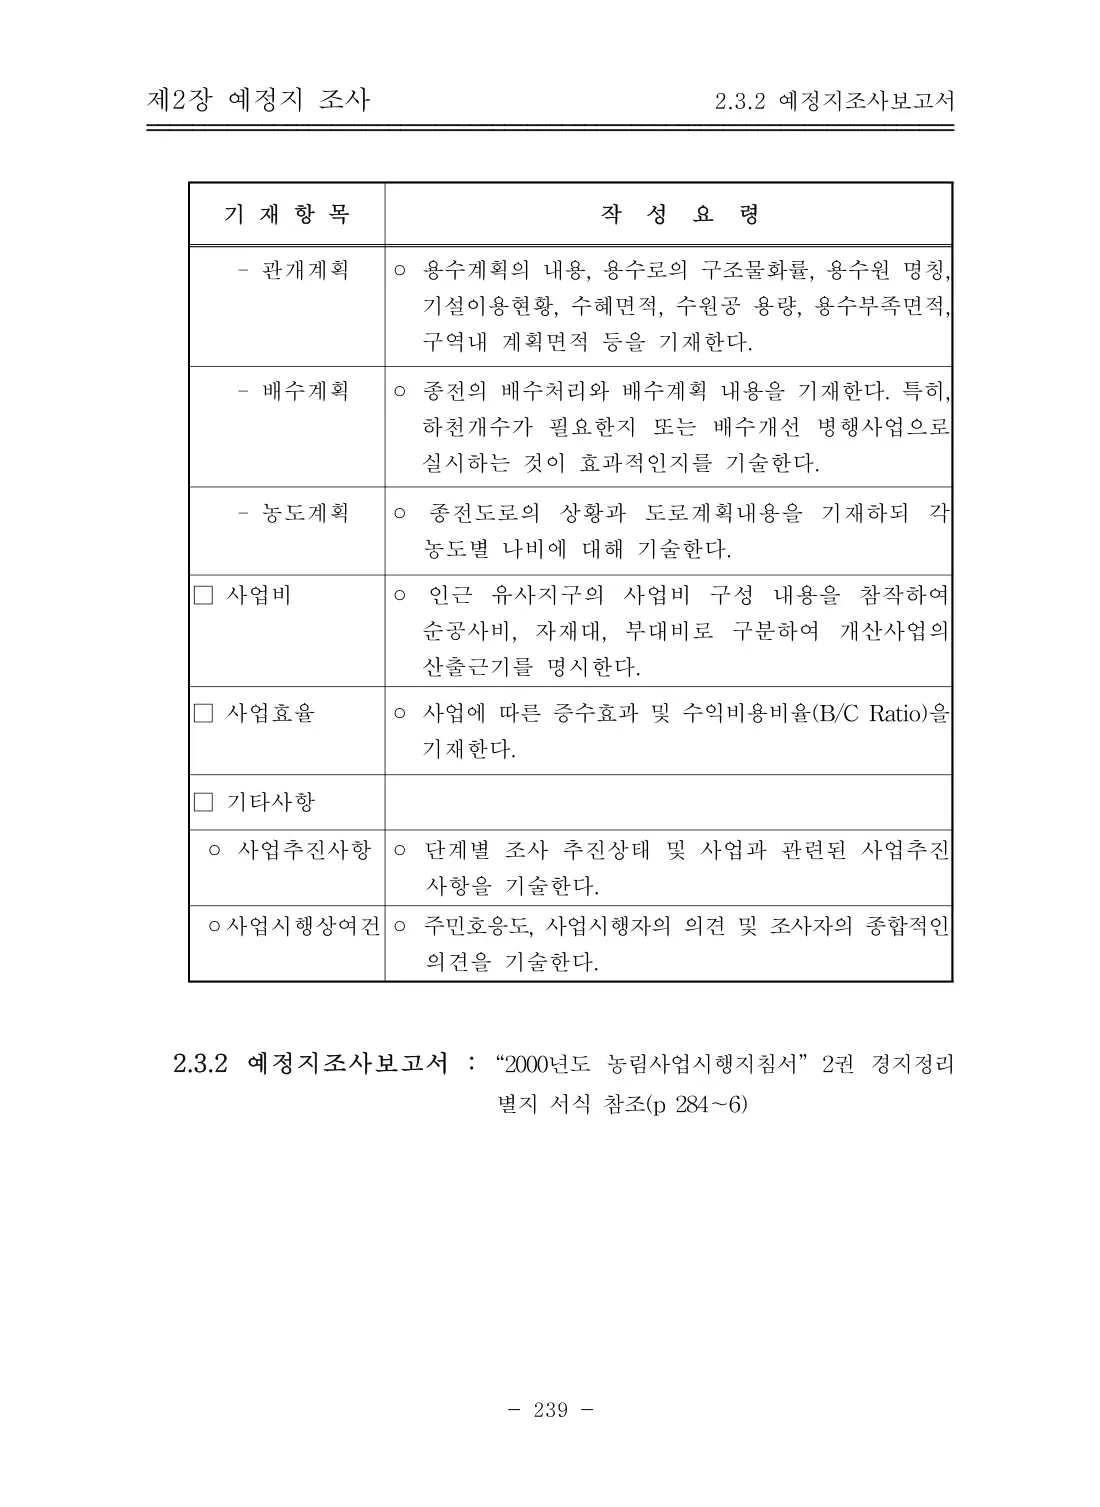 제2장 예정지 조사 2.3.2 예정지조사보고서
기 재 항 목 작 성 요 령
- 관개계획 ○ 용수계획의 내용, 용수로의 구조물화률, 용수원 명칭,
기설이용현황, 수혜면적, 수원공 용량, 용수부족면적,
구역내 계획면적 등을 기재한다.
- 배수계획 ○ 종전의 배수처리와 배수계획 내용을 기재한다. 특히,
하천개수가 필요한지 또는 배수개선 병행사업으로
실시하는 것이 효과적인지를 기술한다.
- 농도계획 ○ 종전도로의 상황과 도로계획내용을 기재하되 각
농도별 나비에 대해 기술한다.
□ 사업비 ○ 인근 유사지구의 사업비 구성 내용을 참작하여
순공사비, 자재대, 부대비로 구분하여 개산사업의
산출근기를 명시한다.
□ 사업효율 ○ 사업에 따른 증수효과 및 수익비용비율(B/C Ratio)을
기재한다.
□ 기타사항
○ 사업추진사항 ○ 단계별 조사 추진상태 및 사업과 관련된 사업추진
사항을 기술한다.
○사업시행상여건 ○ 주민호응도, 사업시행자의 의견 및 조사자의 종합적인
의견을 기술한다.
2.3.2 예정지조사보고서 : “2000년도 농림사업시행지침서” 2권 경지정리
별지 서식 참조(p 284~6)
- 239 -